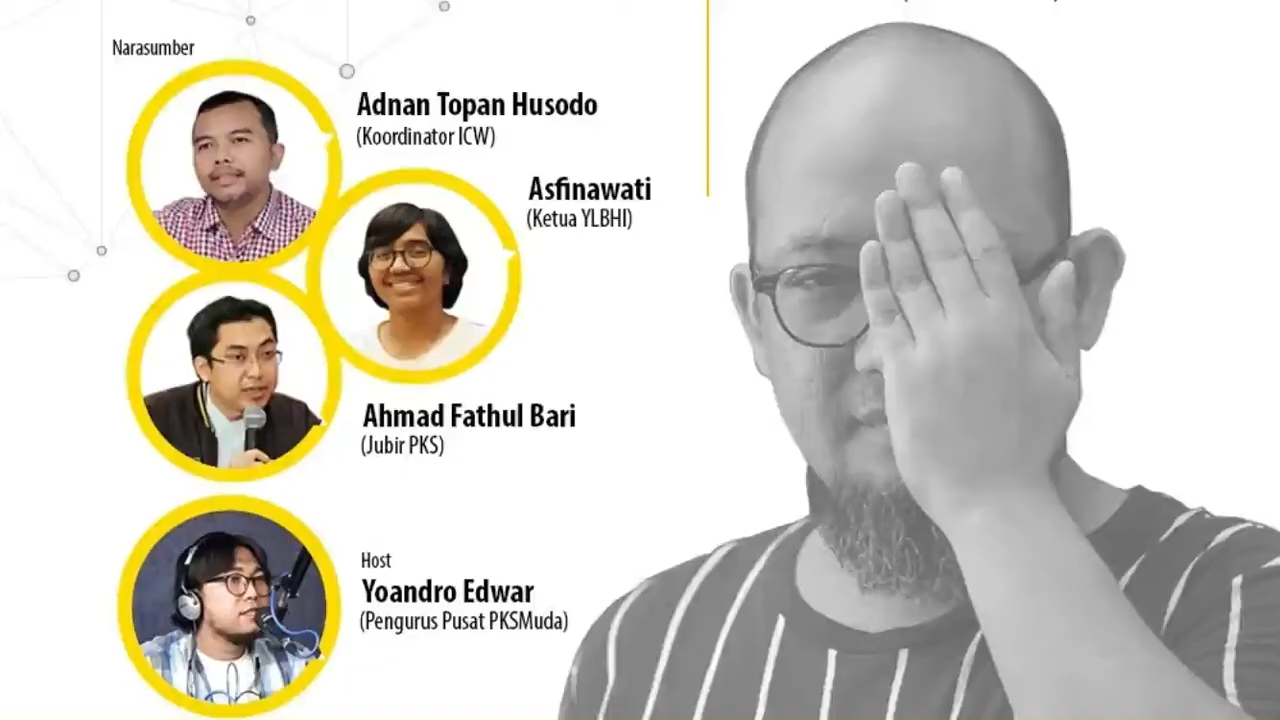 Narasumber
Adnan Topan Husodo
(Koordinator ICW)
Asfinawati
(Ketua YLBHI)
Ahmad Fathul Bari
(Jubir PKS)
Host
Yoandro Edwar
(Pengurus Pusat PKSMuda)